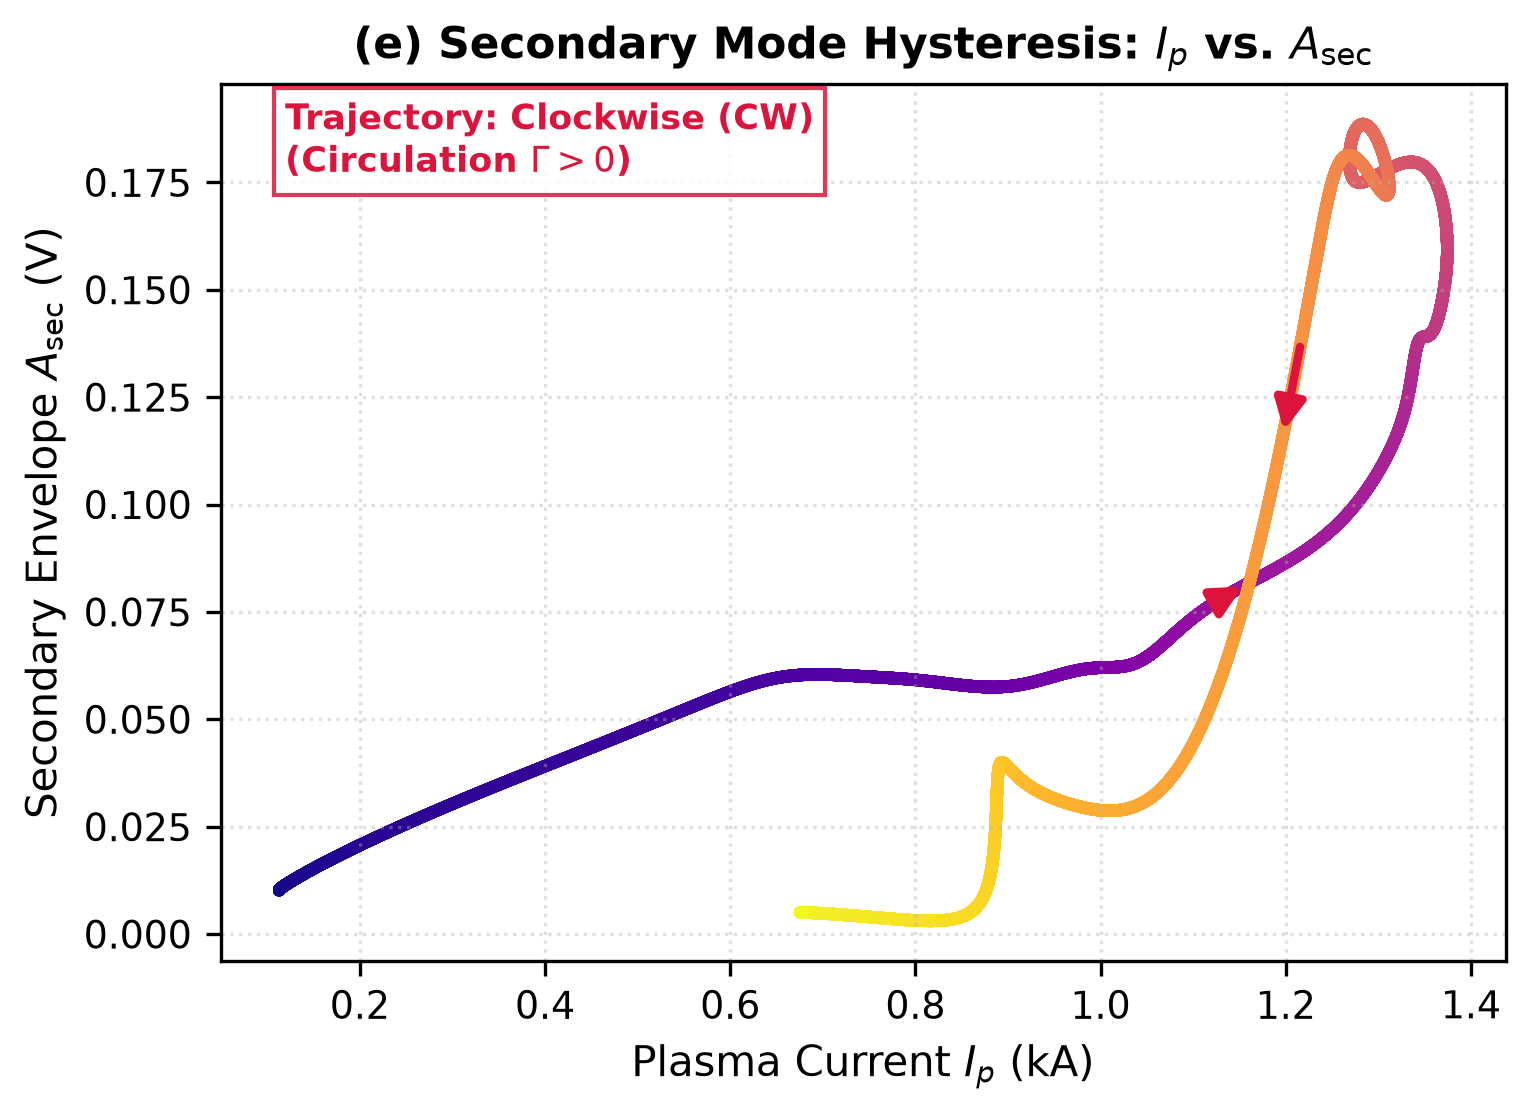 (e) Secondary Mode Hysteresis: I_p vs. A_sec
Trajectory: Clockwise (CW)
(Circulation Γ > 0)
Secondary Envelope A_sec (V)
0.175
0.150
0.125
0.100
0.075
0.050
0.025
0.000
0.2 0.4 0.6 0.8 1.0 1.2 1.4
Plasma Current I_p (kA)